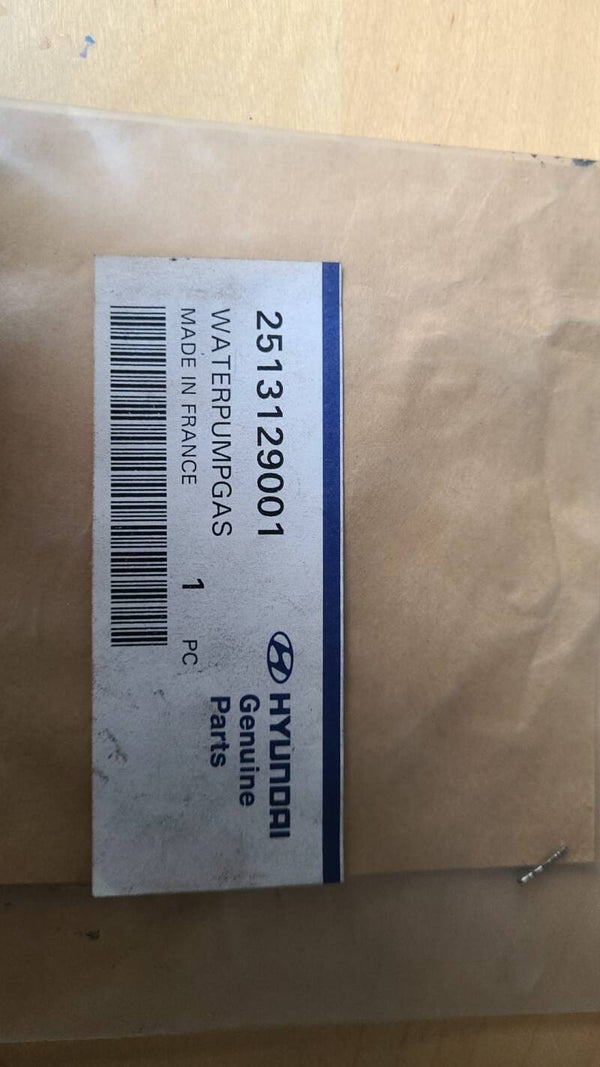 2513129001
WATERPUMPGAS
MADE IN FRANCE 1 PC
HYUNDAI
Genuine
Parts